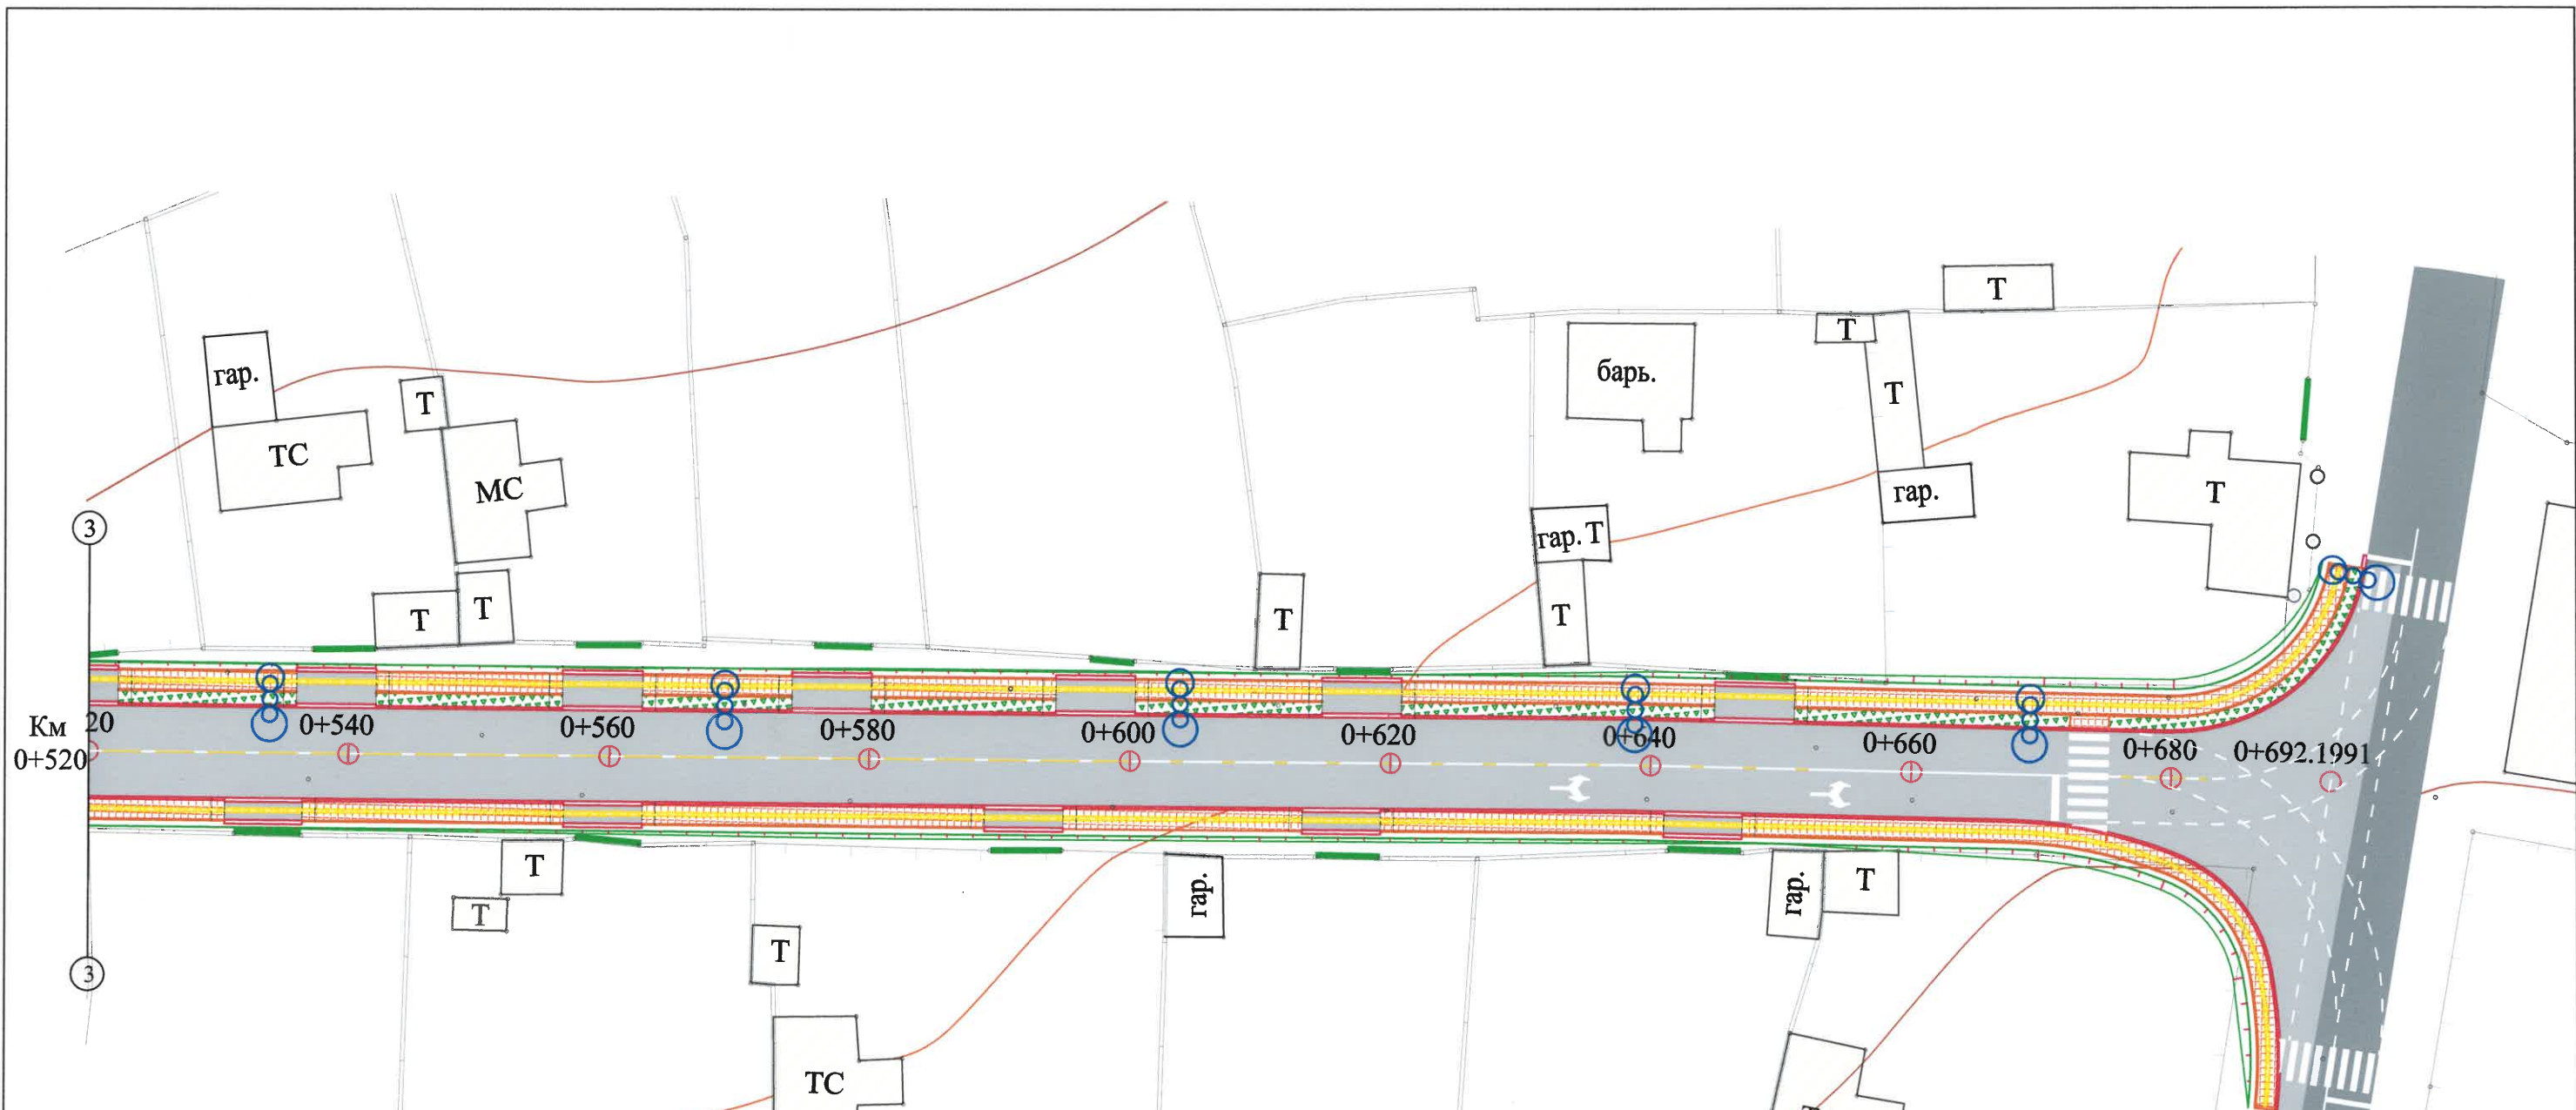 Т
Т
барь.
гар.
Т
Т
ТС
Т
МС
гар.
Т
3
гар. Т
Т
Т
Т
Т
Км
20
0+540
0+560
0+580
0+600
0+620
0+640
0+660
0+680
0+692.1991
0+520
Т
Т
гар.
гар.
Т
Т
3
ТС